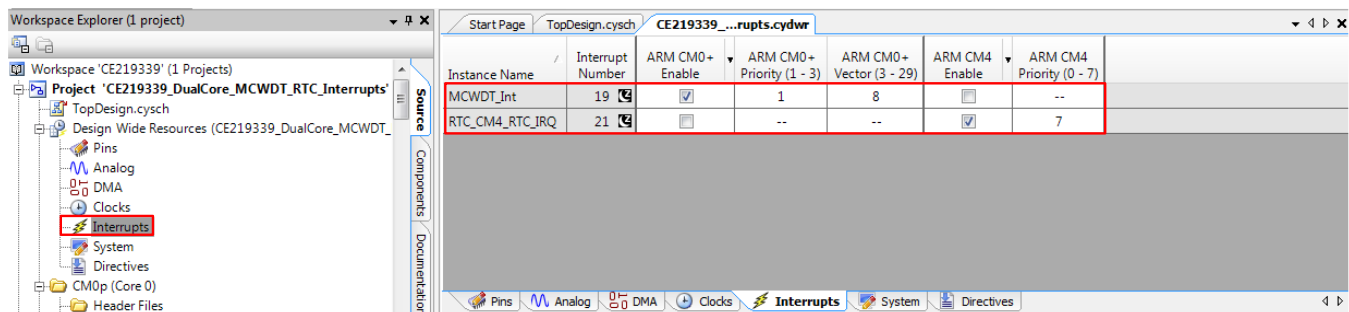 Workspace Explorer (1 project)
Workspace 'CE219339' (1 Projects)
Project 'CE219339_DualCore_MCWDT_RTC_Interrupts'
TopDesign.cysch
Design Wide Resources (CE219339_DualCore_MCWDT_
Pins
Analog
DMA
Clocks
Interrupts
System
Directives
CM0p (Core 0)
Header Files
Source
Components
Documentation
Start Page TopDesign.cysch CE219339_...rupts.cydwr
Instance Name Interrupt Number ARM CM0+ Enable ARM CM0+ Priority (1 - 3) ARM CM0+ Vector (3 - 29) ARM CM4 Enable ARM CM4 Priority (0 - 7)
MCWDT_Int 19 1 8 --
RTC_CM4_RTC_IRQ 21 -- -- 7
Pins Analog DMA Clocks Interrupts System Directives